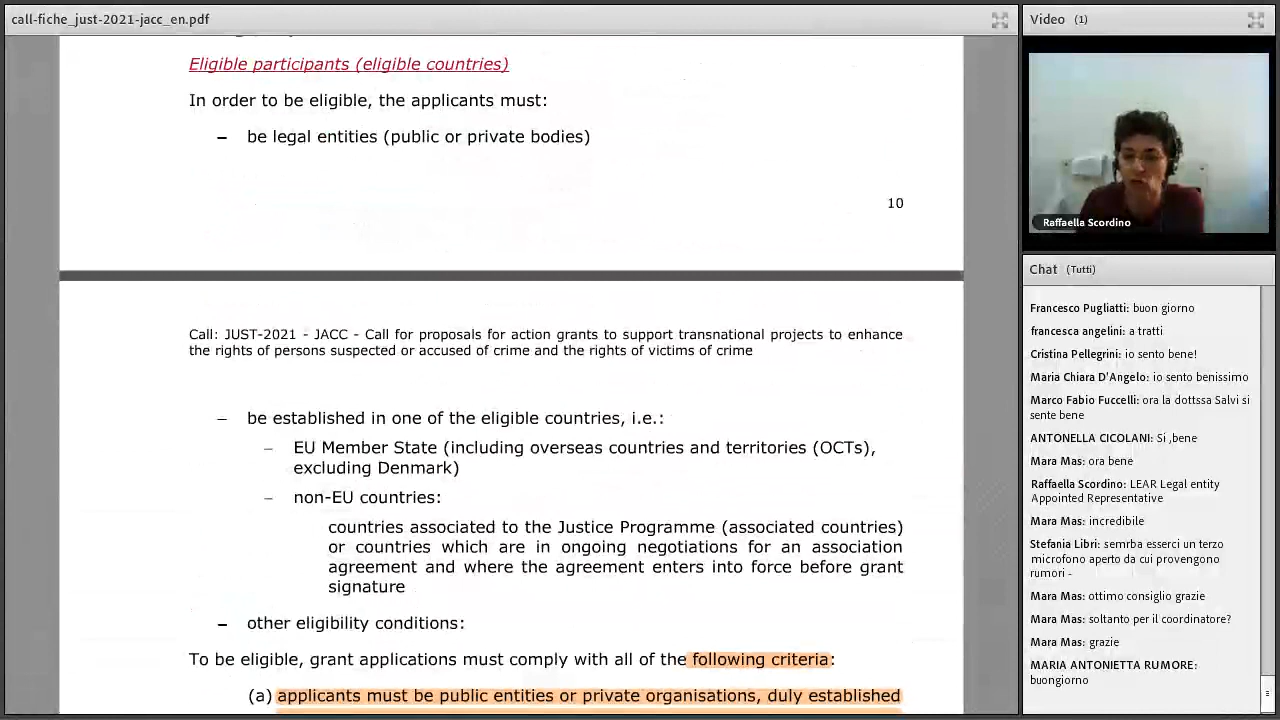 call-fiche_just-2021-jacc_en.pdf
Eligible participants (eligible countries)
In order to be eligible, the applicants must:
– be legal entities (public or private bodies)
10
Call: JUST-2021 - JACC - Call for proposals for action grants to support transnational projects to enhance
the rights of persons suspected or accused of crime and the rights of victims of crime
– be established in one of the eligible countries, i.e.:
– EU Member State (including overseas countries and territories (OCTs),
excluding Denmark)
– non-EU countries:
countries associated to the Justice Programme (associated countries)
or countries which are in ongoing negotiations for an association
agreement and where the agreement enters into force before grant
signature
– other eligibility conditions:
To be eligible, grant applications must comply with all of the following criteria:
(a) applicants must be public entities or private organisations, duly established
Video (1)
Raffaella Scordino
Chat (Tutti)
Francesco Pugliatti: buon giorno
francesca angelini: a tratti
Cristina Pellegrini: io sento bene!
Maria Chiara D'Angelo: io sento benissimo
Marco Fabio Fuccelli: ora la dottssa Salvi si
sente bene
ANTONELLA CICOLANI: Si ,bene
Mara Mas: ora bene
Raffaella Scordino: LEAR Legal entity
Appointed Representative
Mara Mas: incredibile
Stefania Libri: semrba esserci un terzo
microfono aperto da cui provengono
rumori -
Mara Mas: ottimo consiglio grazie
Mara Mas: soltanto per il coordinatore?
Mara Mas: grazie
MARIA ANTONIETTA RUMORE:
buongiorno